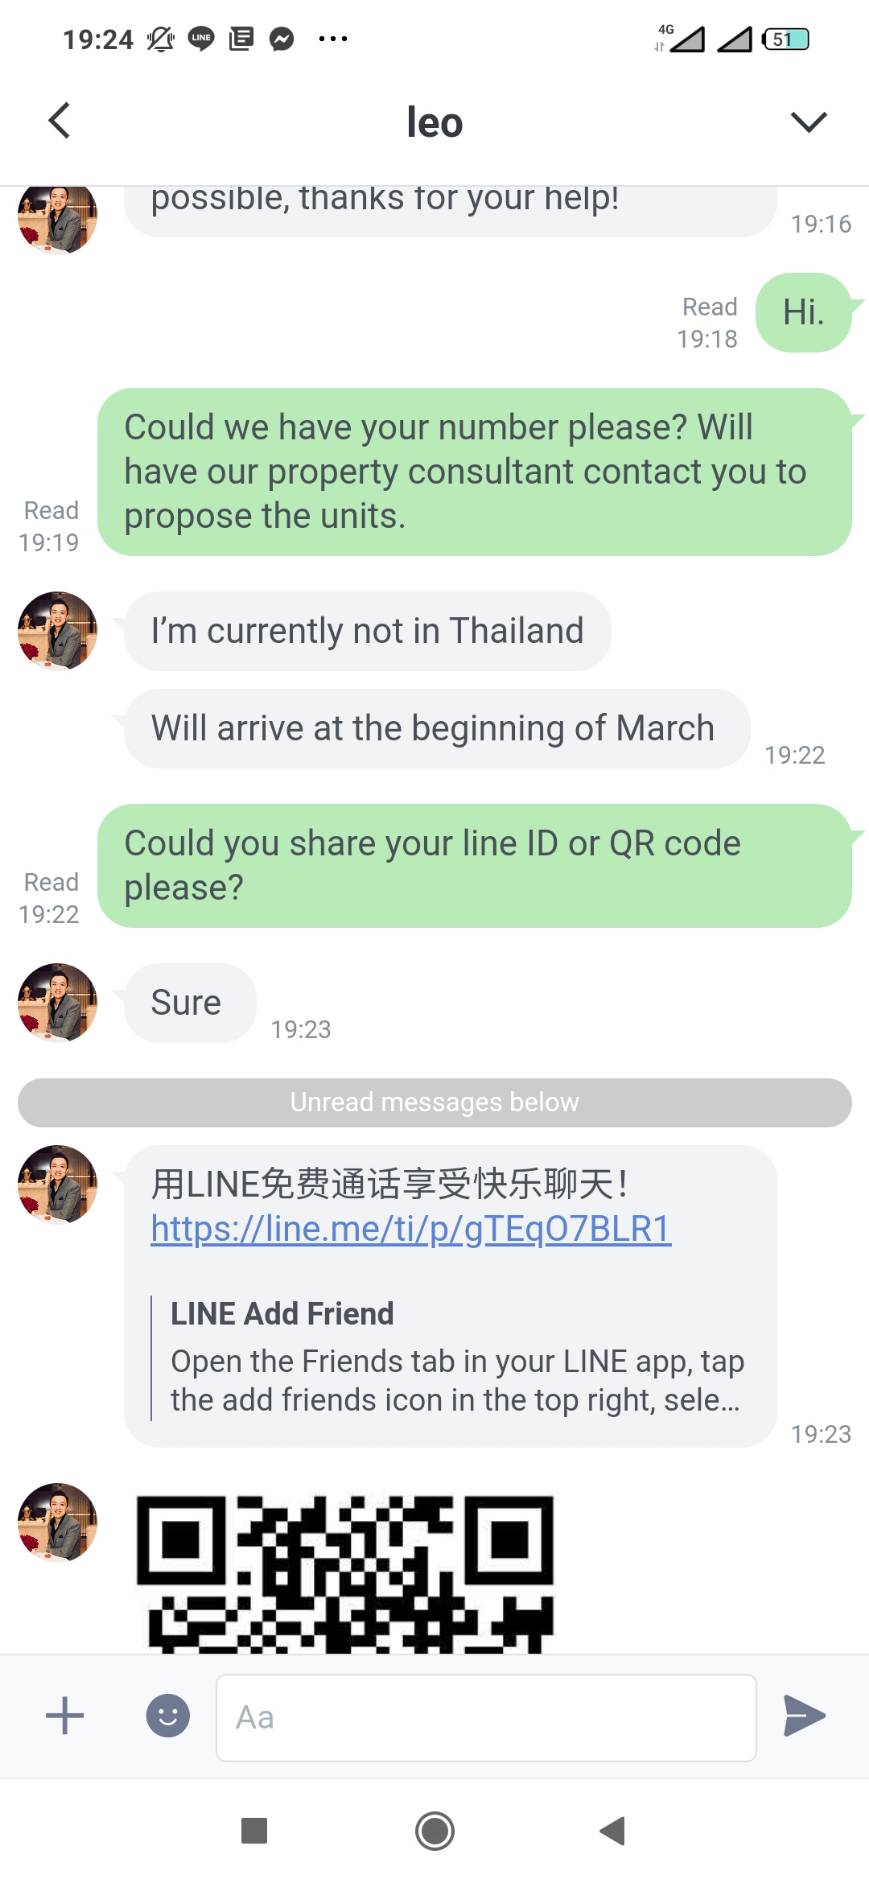 19:24
LINE
4G
51
leo
possible, thanks for your help!
19:16
Hi.
Read
19:18
Could we have your number please? Will
have our property consultant contact you to
propose the units.
Read
19:19
I’m currently not in Thailand
Will arrive at the beginning of March
19:22
Could you share your line ID or QR code
please?
Read
19:22
Sure
19:23
Unread messages below
用LINE免费通话享受快乐聊天！
https://line.me/ti/p/gTEqO7BLR1
LINE Add Friend
Open the Friends tab in your LINE app, tap
the add friends icon in the top right, sele...
19:23
Aa